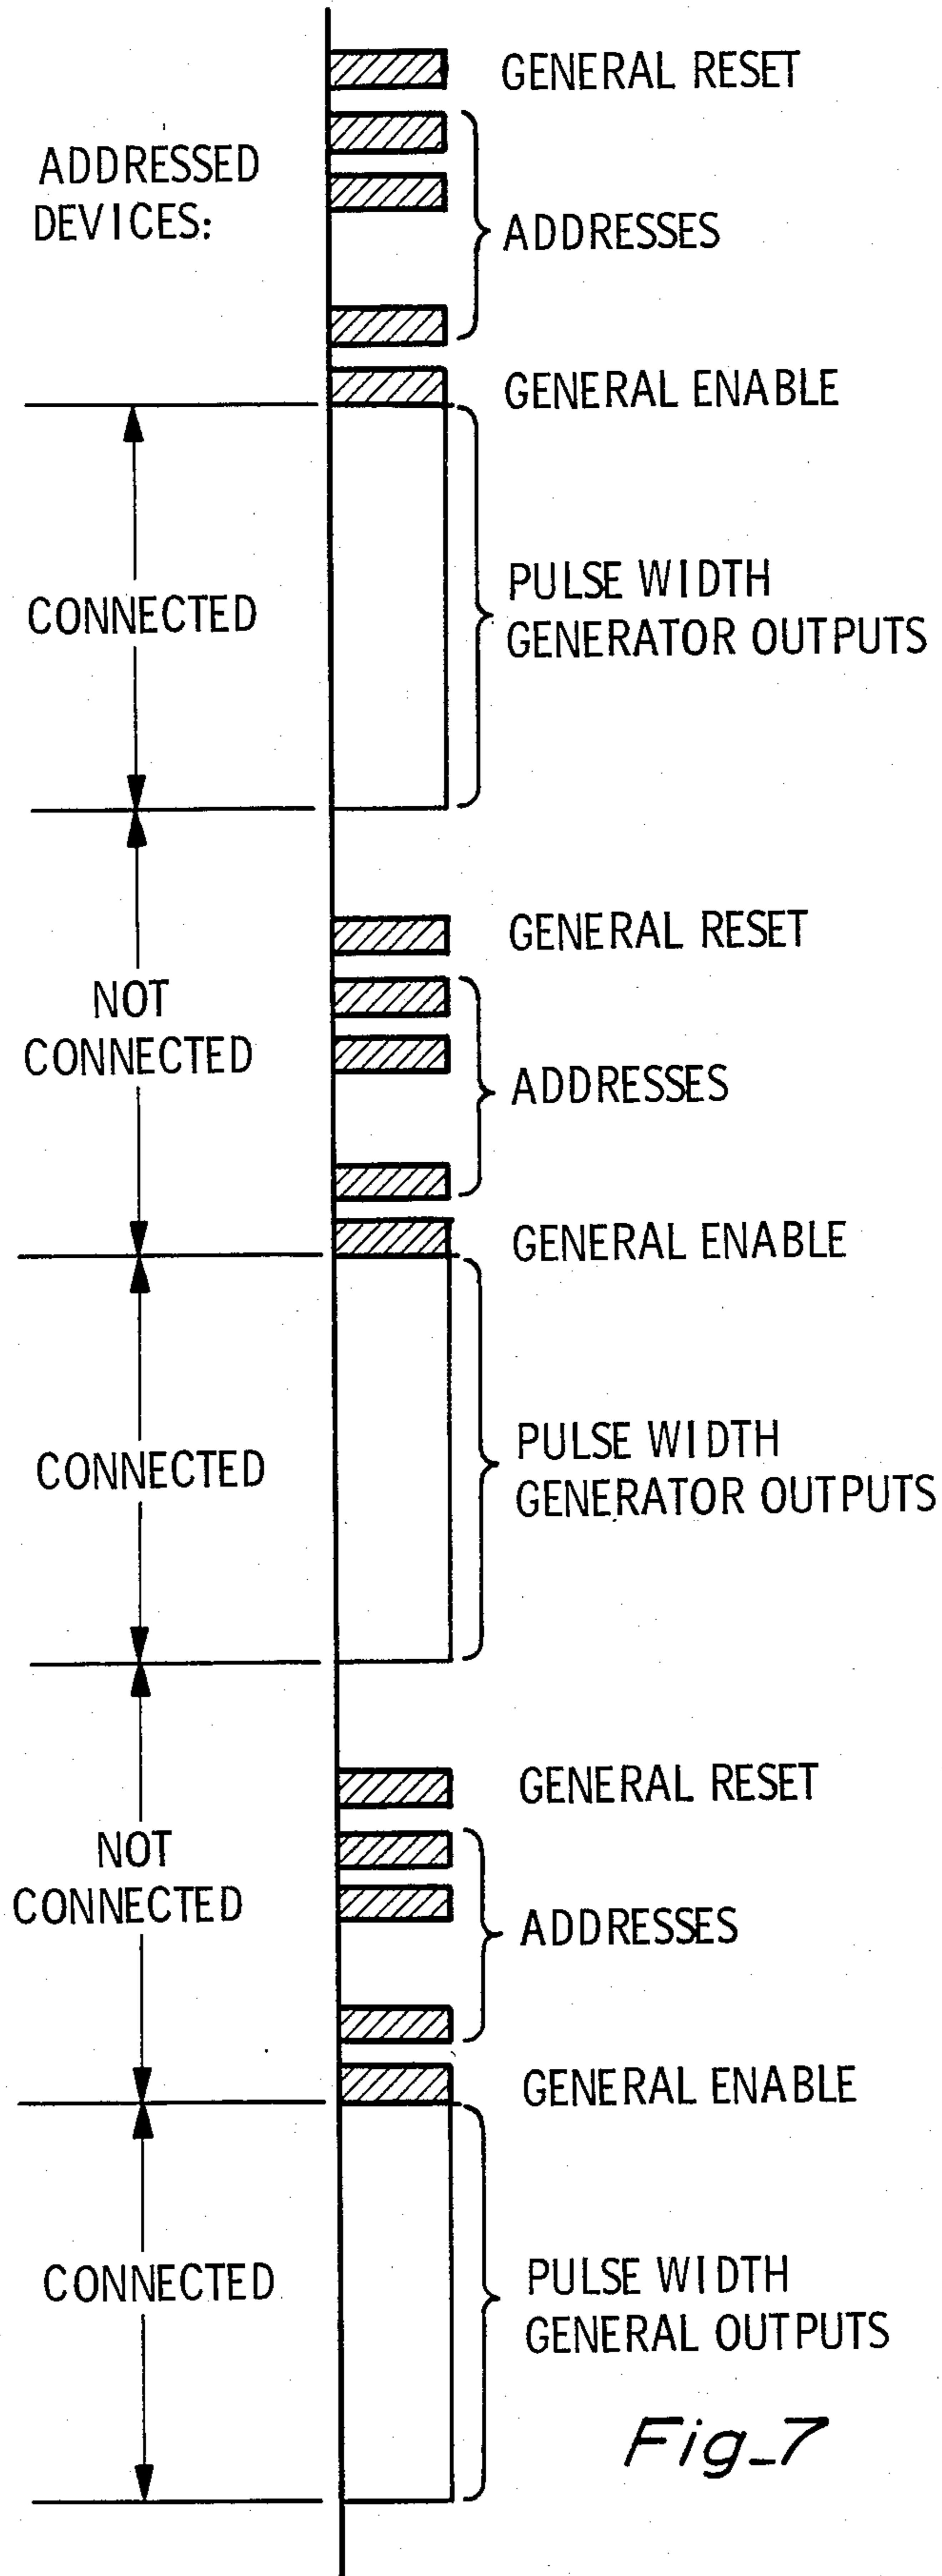 GENERAL RESET
ADDRESSED
DEVICES:
ADDRESSES
GENERAL ENABLE
CONNECTED
PULSE WIDTH
GENERATOR OUTPUTS
GENERAL RESET
NOT
CONNECTED
ADDRESSES
GENERAL ENABLE
CONNECTED
PULSE WIDTH
GENERATOR OUTPUTS
GENERAL RESET
NOT
CONNECTED
ADDRESSES
GENERAL ENABLE
CONNECTED
PULSE WIDTH
GENERAL OUTPUTS
Fig_7